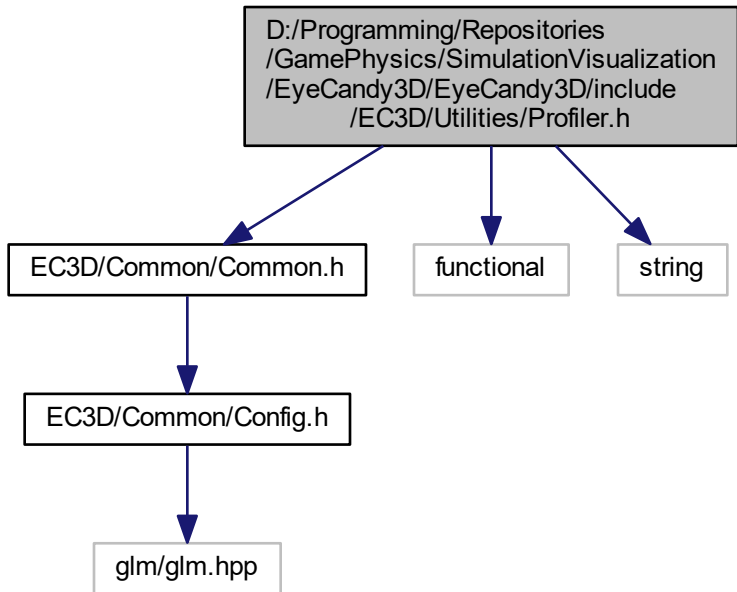 D:/Programming/Repositories
/GamePhysics/SimulationVisualization
/EyeCandy3D/EyeCandy3D/include
/EC3D/Utilities/Profiler.h
EC3D/Common/Common.h
functional
string
EC3D/Common/Config.h
glm/glm.hpp